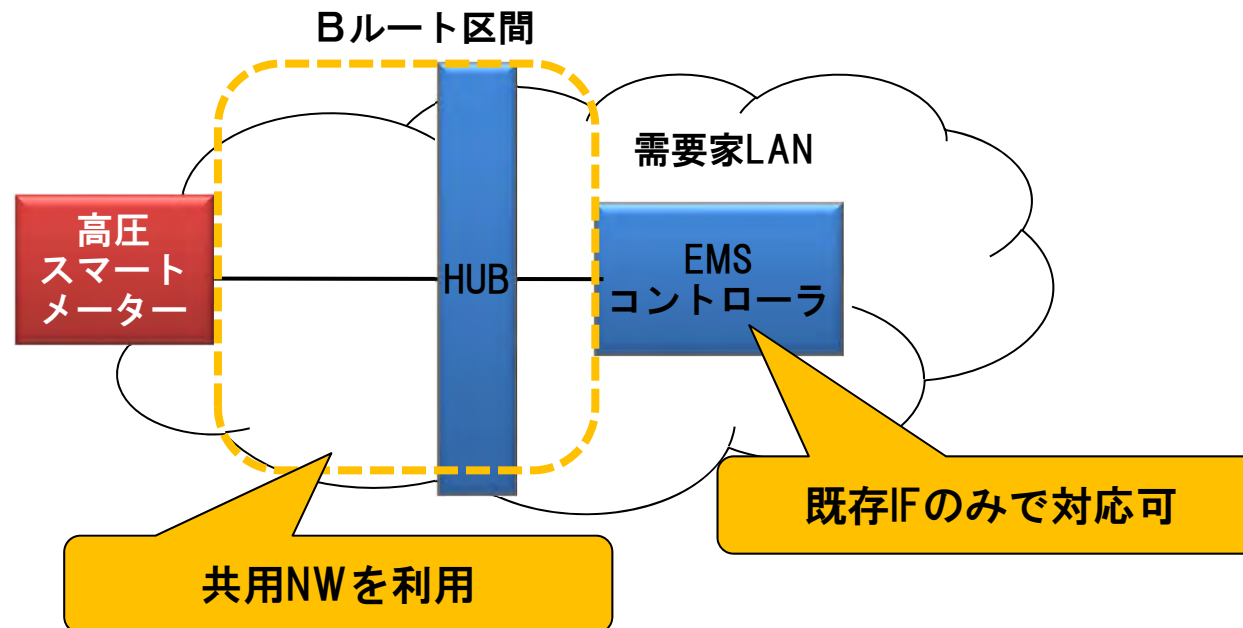 Bルート区間
需要家LAN
高圧
スマート
メーター
HUB
EMS
コントローラ
既存IFのみで対応可
共用NWを利用